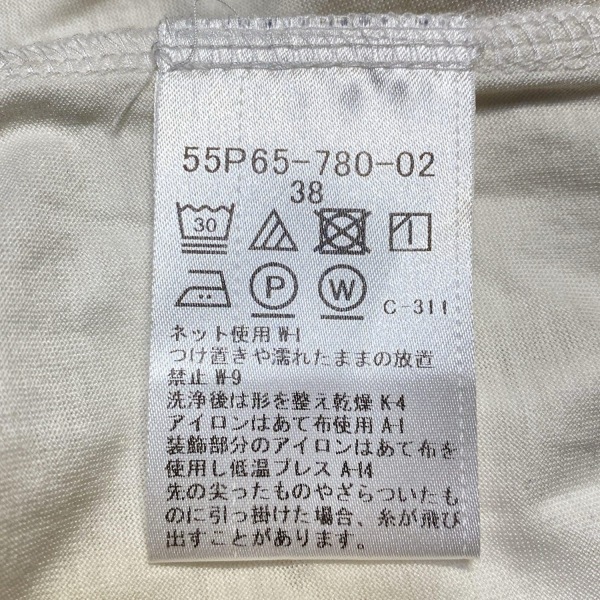 55P65-780-02
38
30
P W C-311
ネット使用 W-1
つけ置きや濡れたままの放置
禁止 W-9
洗浄後は形を整え乾燥 K-4
アイロンはあて布使用 A-1
装飾部分のアイロンはあて布を
使用し低温プレス A-14
先の尖ったものやざらついたも
のに引っ掛けた場合、糸が飛び
出すことがあります。